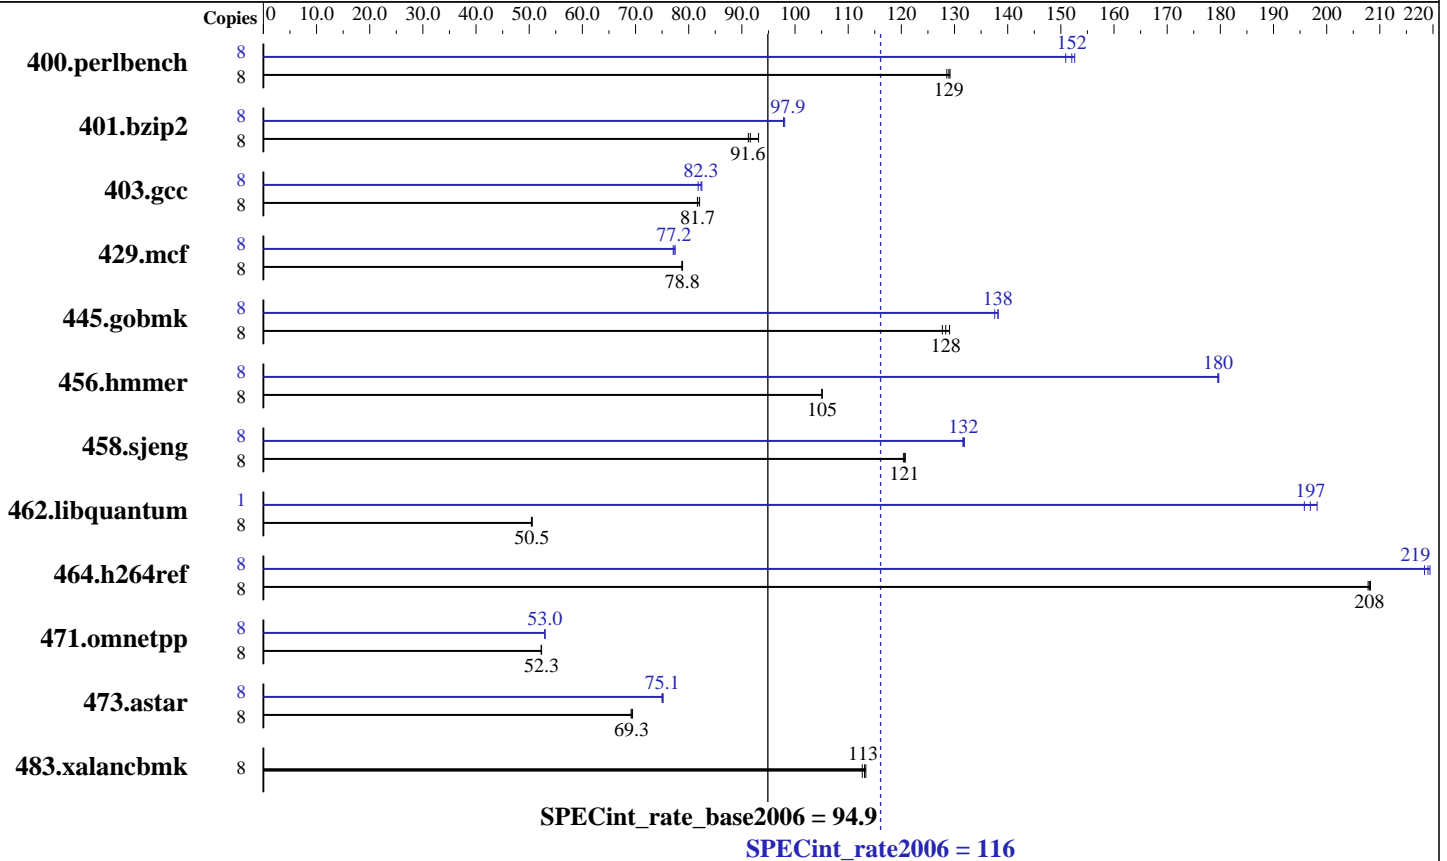 Copies 0 10.0 20.0 30.0 40.0 50.0 60.0 70.0 80.0 90.0 100 110 120 130 140 150 160 170 180 190 200 210 220
400.perlbench 8 152
8 129
401.bzip2 8 97.9
8 91.6
403.gcc 8 82.3
8 81.7
429.mcf 8 77.2
8 78.8
445.gobmk 8 138
8 128
456.hmmer 8 180
8 105
458.sjeng 8 132
8 121
462.libquantum 1 197
8 50.5
464.h264ref 8 219
8 208
471.omnetpp 8 53.0
8 52.3
473.astar 8 75.1
8 69.3
483.xalancbmk 8 113
SPECint_rate_base2006 = 94.9
SPECint_rate2006 = 116